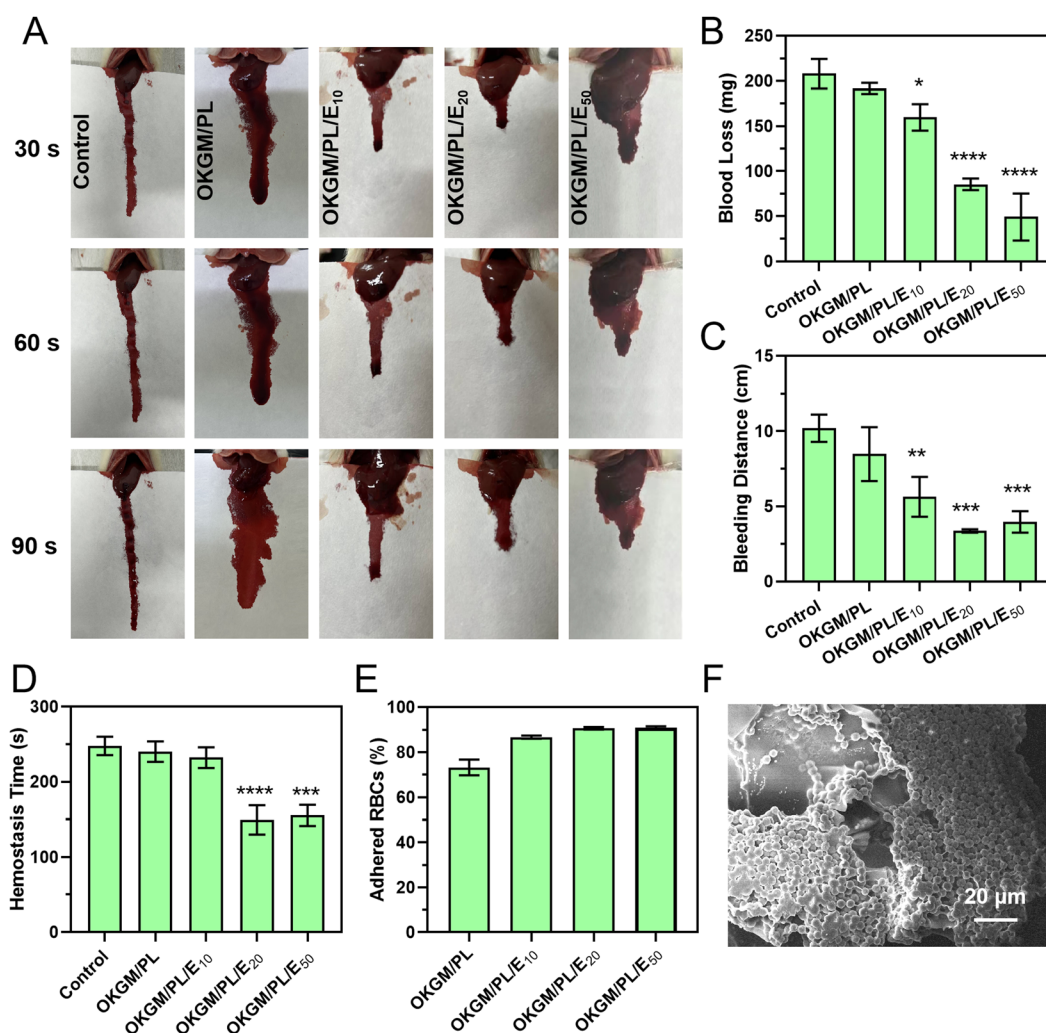 A
Control
OKGM/PL
OKGM/PL/E10
OKGM/PL/E20
OKGM/PL/E50
30 s
60 s
90 s
B
Blood Loss (mg)
250
200
150
100
50
0
*
****
****
Control
OKGM/PL
OKGM/PL/E10
OKGM/PL/E20
OKGM/PL/E50
C
Bleeding Distance (cm)
15
10
5
0
**
***
***
Control
OKGM/PL
OKGM/PL/E10
OKGM/PL/E20
OKGM/PL/E50
D
Hemostasis Time (s)
300
200
100
0
****
***
Control
OKGM/PL
OKGM/PL/E10
OKGM/PL/E20
OKGM/PL/E50
E
Adhered RBCs (%)
100
80
60
40
20
0
OKGM/PL
OKGM/PL/E10
OKGM/PL/E20
OKGM/PL/E50
F
20 μm